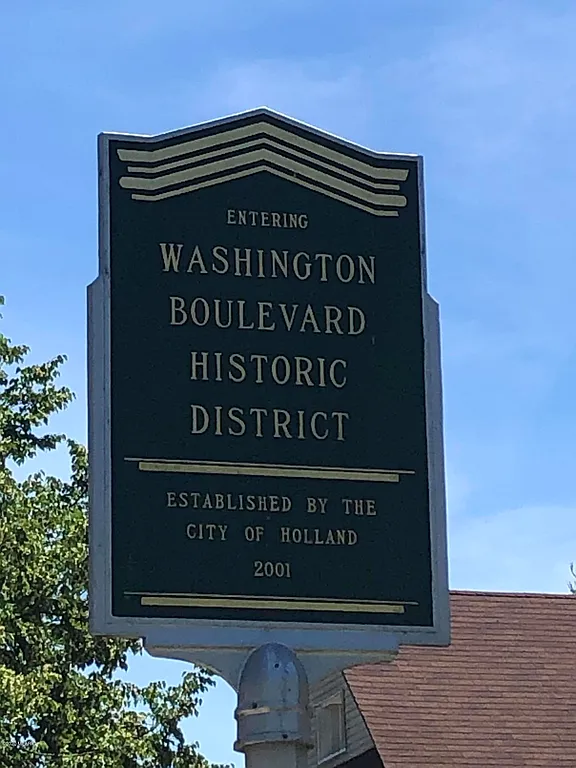 ENTERING
WASHINGTON
BOULEVARD
HISTORIC
DISTRICT
ESTABLISHED BY THE
CITY OF HOLLAND
2001